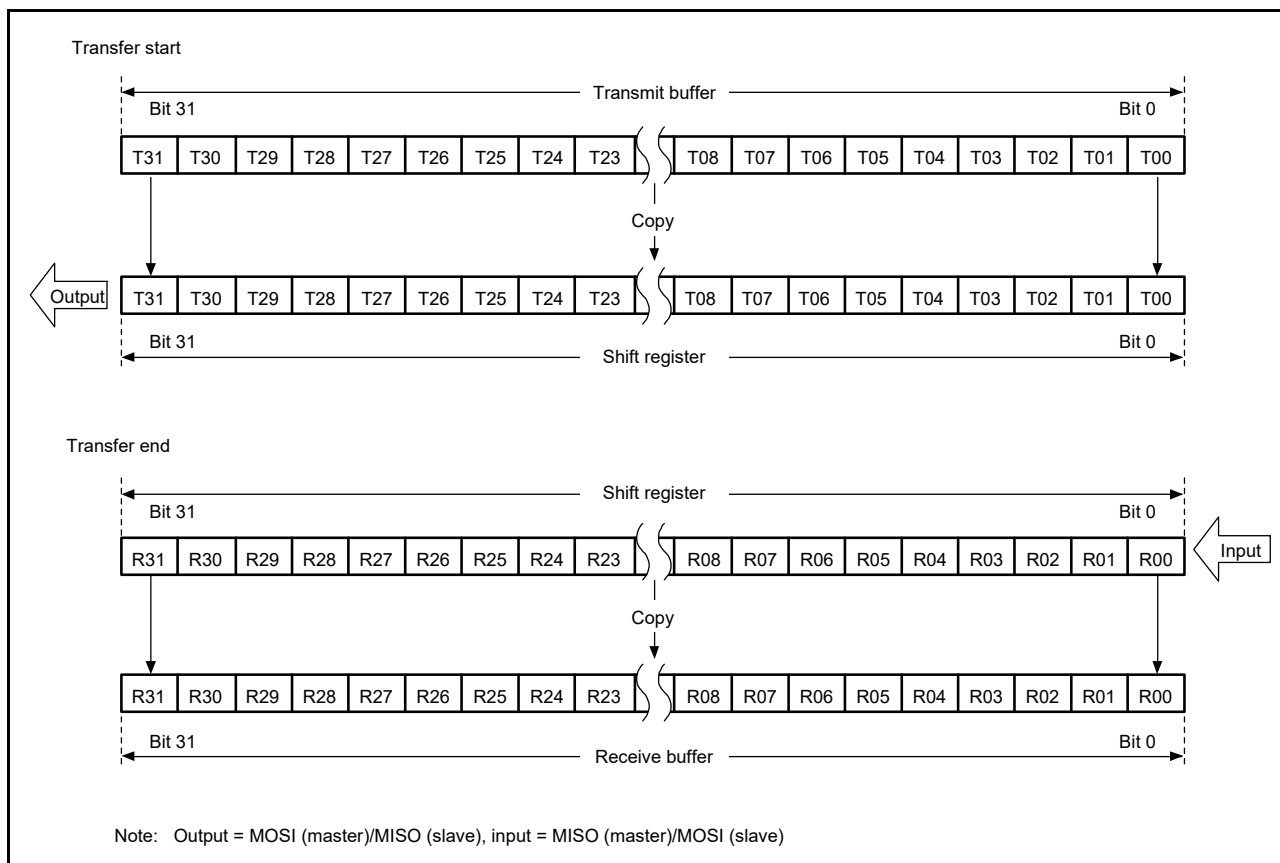 Transfer start
Transmit buffer
Bit 31 Bit 0
T31 T30 T29 T28 T27 T26 T25 T24 T23 T08 T07 T06 T05 T04 T03 T02 T01 T00
Copy
Output T31 T30 T29 T28 T27 T26 T25 T24 T23 T08 T07 T06 T05 T04 T03 T02 T01 T00
Bit 31 Bit 0
Shift register
Transfer end
Shift register
Bit 31 Bit 0
R31 R30 R29 R28 R27 R26 R25 R24 R23 R08 R07 R06 R05 R04 R03 R02 R01 R00 Input
Copy
R31 R30 R29 R28 R27 R26 R25 R24 R23 R08 R07 R06 R05 R04 R03 R02 R01 R00
Bit 31 Bit 0
Receive buffer
Note: Output = MOSI (master)/MISO (slave), input = MISO (master)/MOSI (slave)